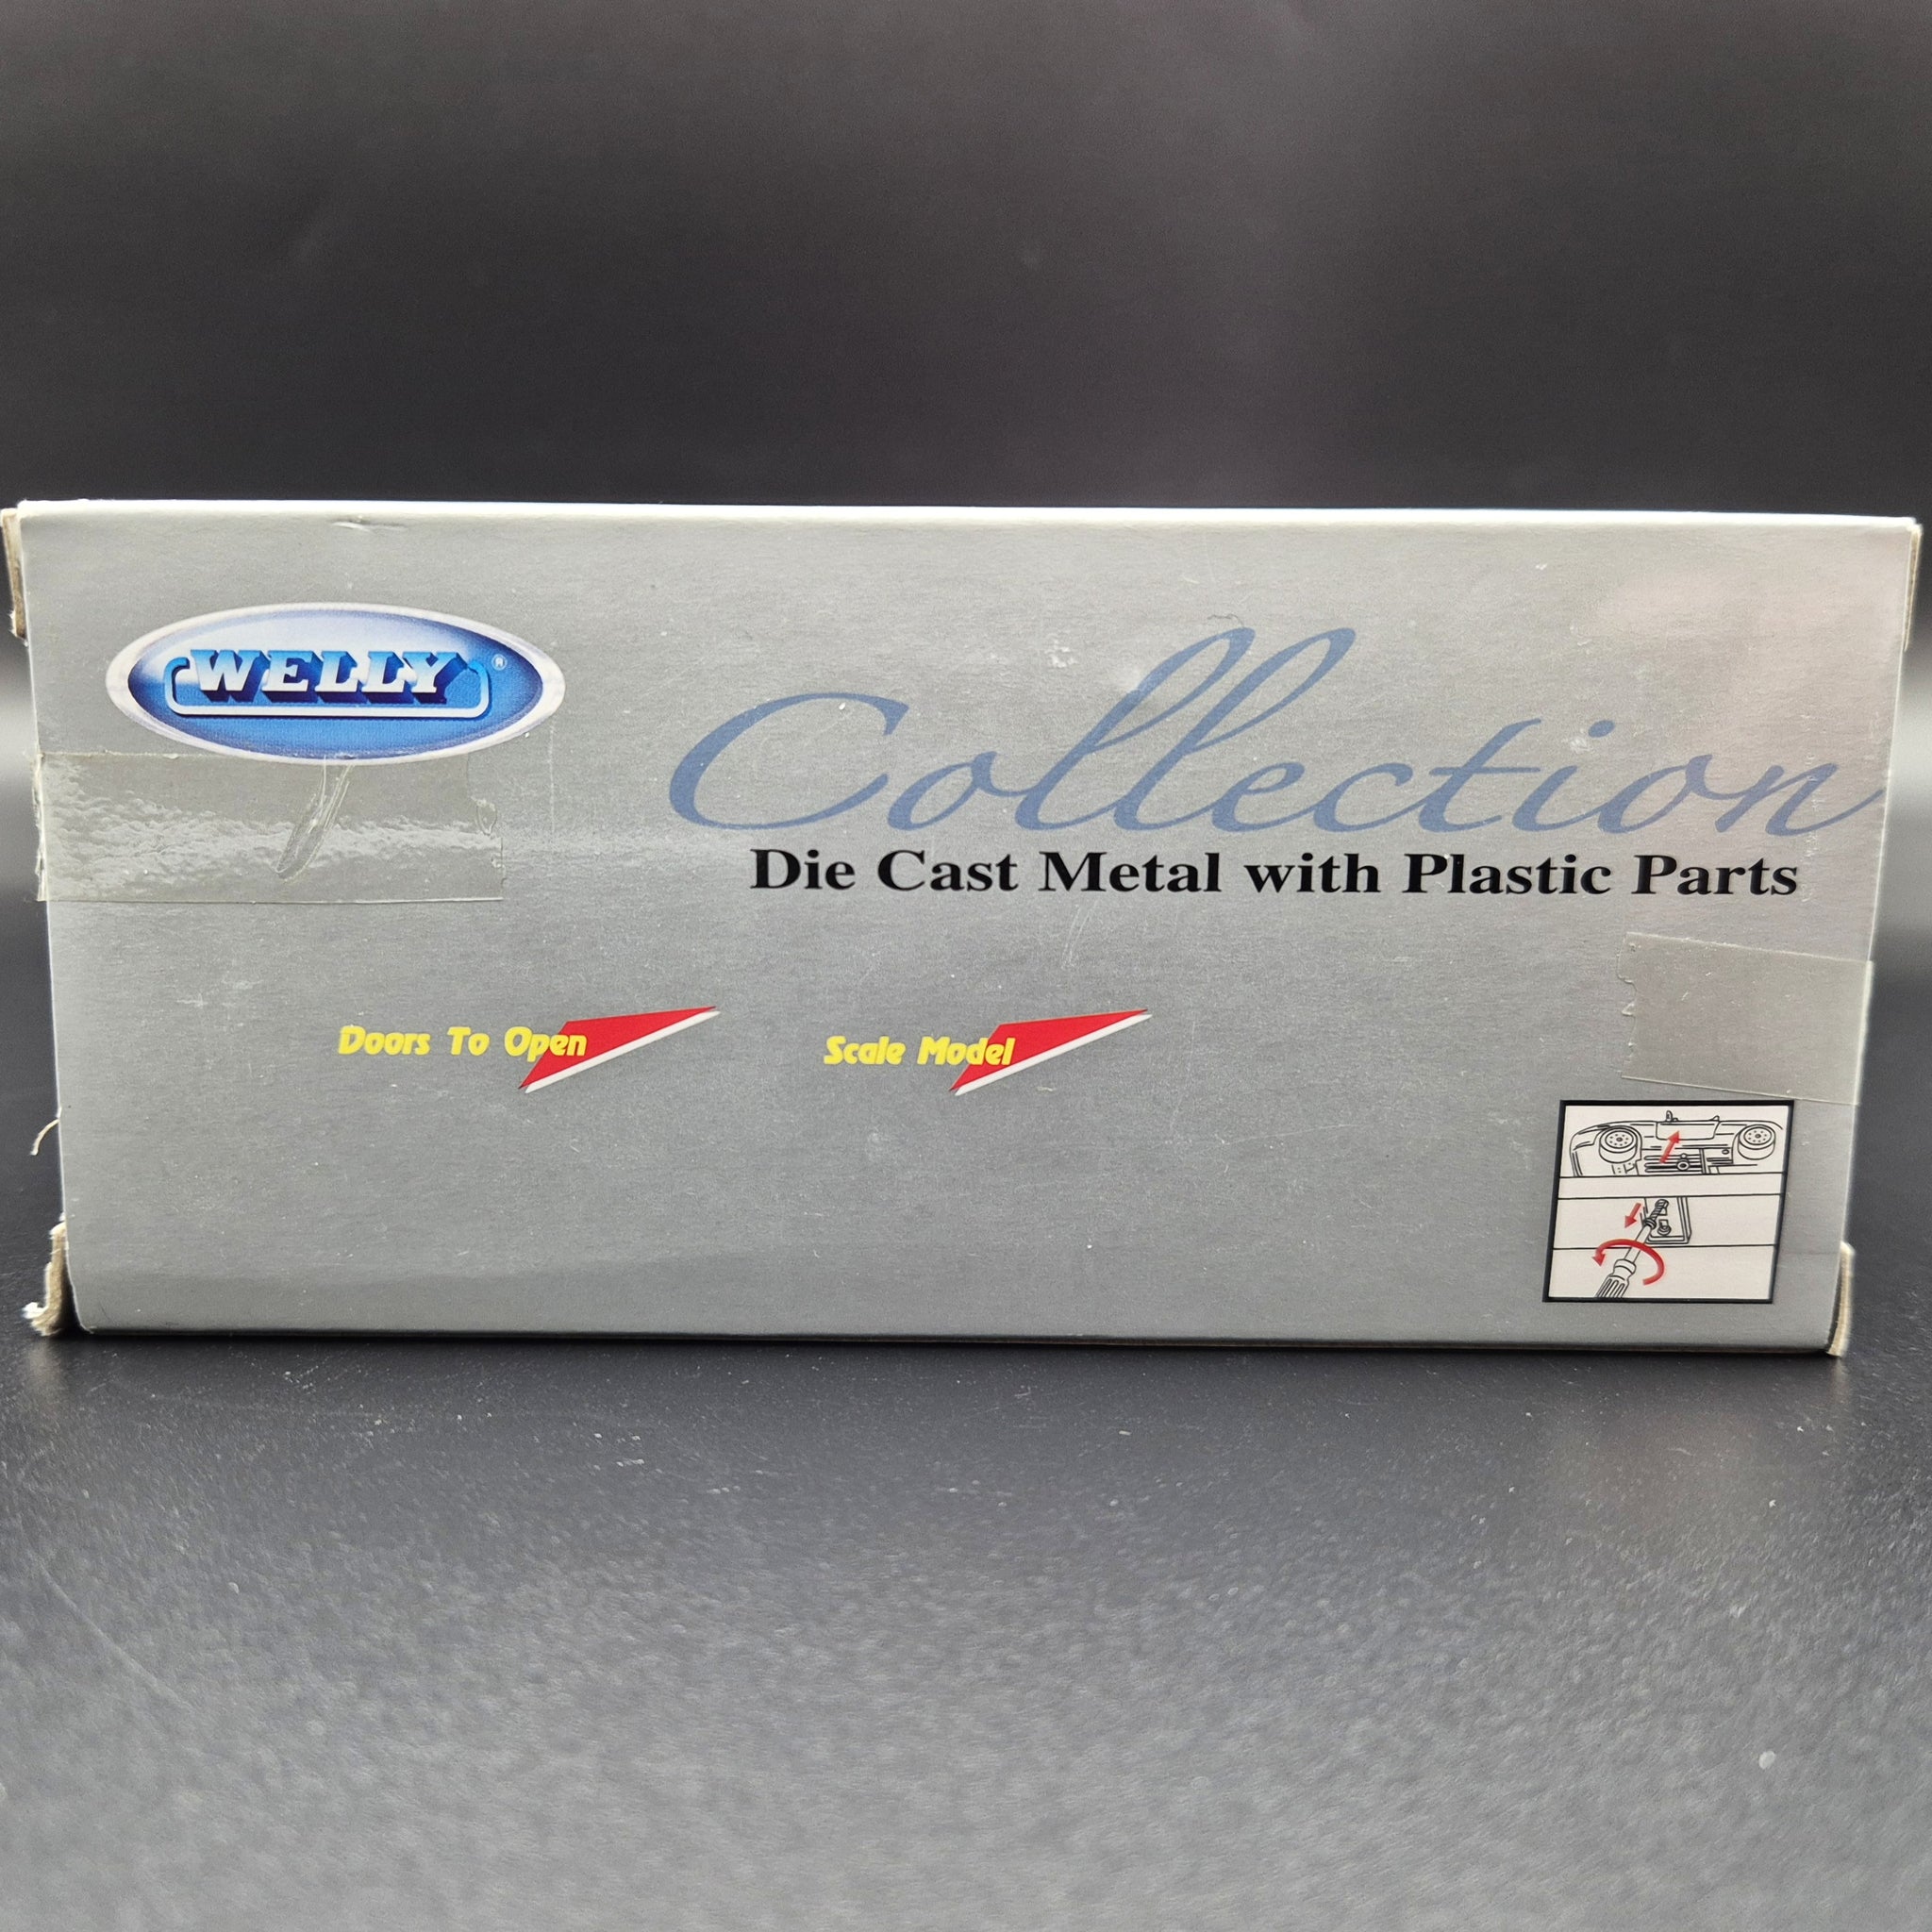 WELLY®
Collection
Die Cast Metal with Plastic Parts
Doors To Open
Scale Model